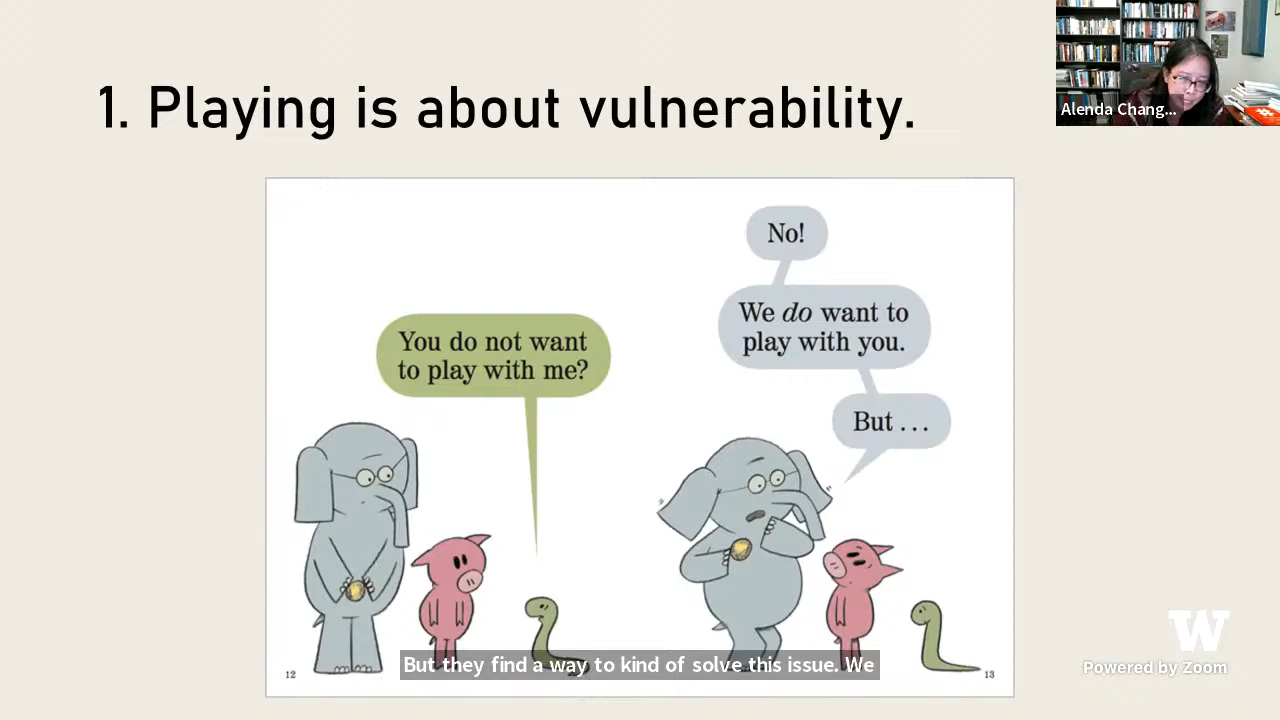 1. Playing is about vulnerability.
Alenda Chang...
You do not want
to play with me?
No!
We do want to
play with you.
But . . .
12
13
But they find a way to kind of solve this issue. We
W
Powered by Zoom